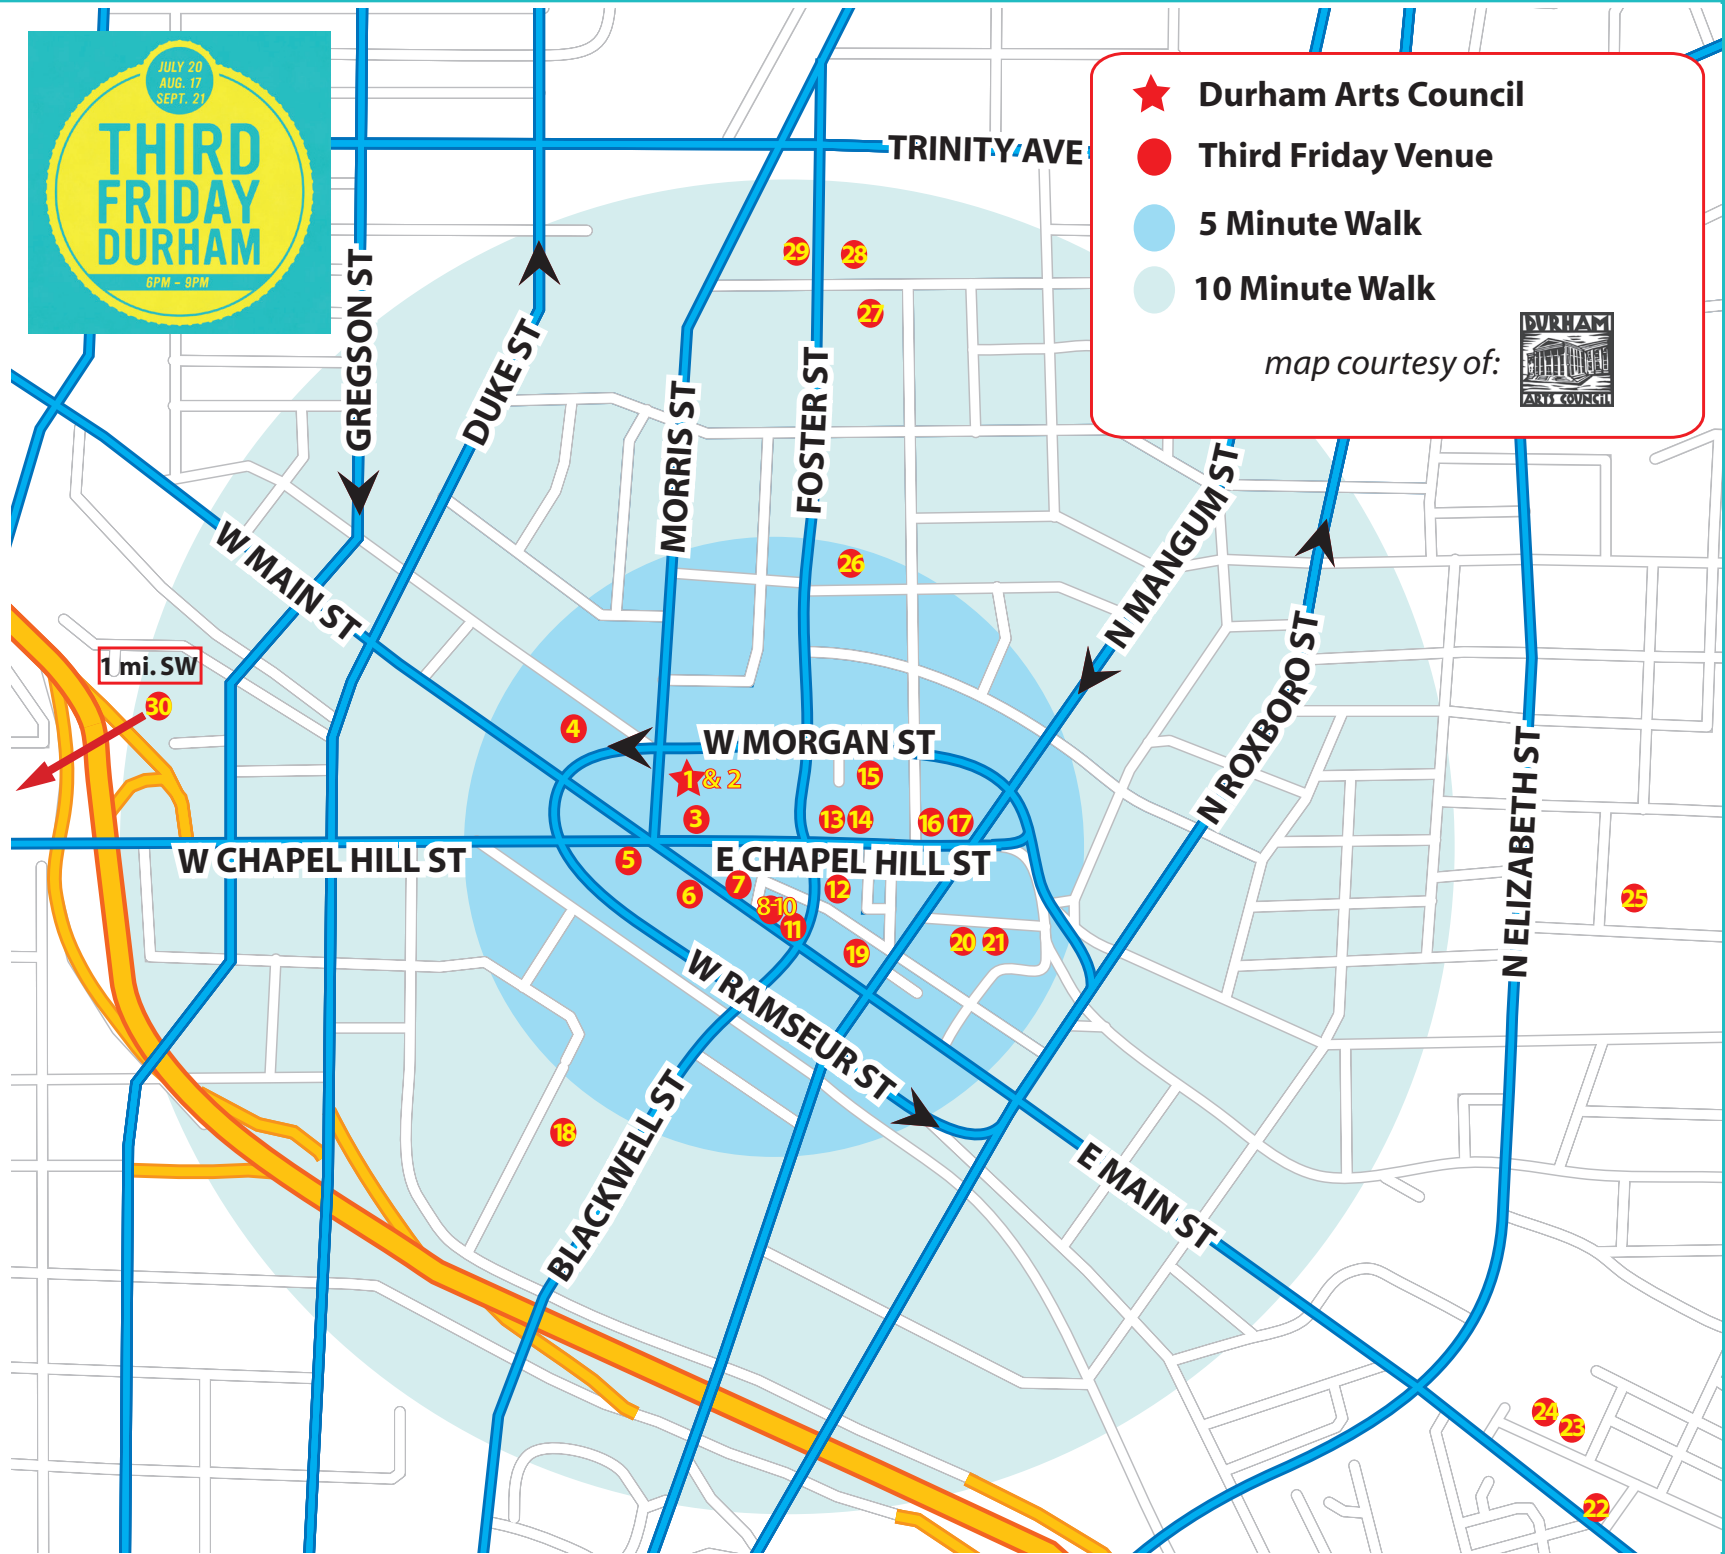 JULY 20
AUG. 17
SEPT. 21
THIRD
FRIDAY
DURHAM
6PM – 9PM
Durham Arts Council
Third Friday Venue
5 Minute Walk
10 Minute Walk
map courtesy of:
DURHAM
ARTS COUNCIL
TRINITY AVE
GREGSON ST
DUKE ST
MORRIS ST
FOSTER ST
N MANGUM ST
N ROXBORO ST
N ELIZABETH ST
W MAIN ST
W MORGAN ST
W CHAPEL HILL ST
E CHAPEL HILL ST
W RAMSEUR ST
BLACKWELL ST
E MAIN ST
1 mi. SW
29
28
27
26
30
4
1 & 2
15
3
13
14
16
17
5
7
12
6
8-10
11
25
19
20
21
18
24
23
22